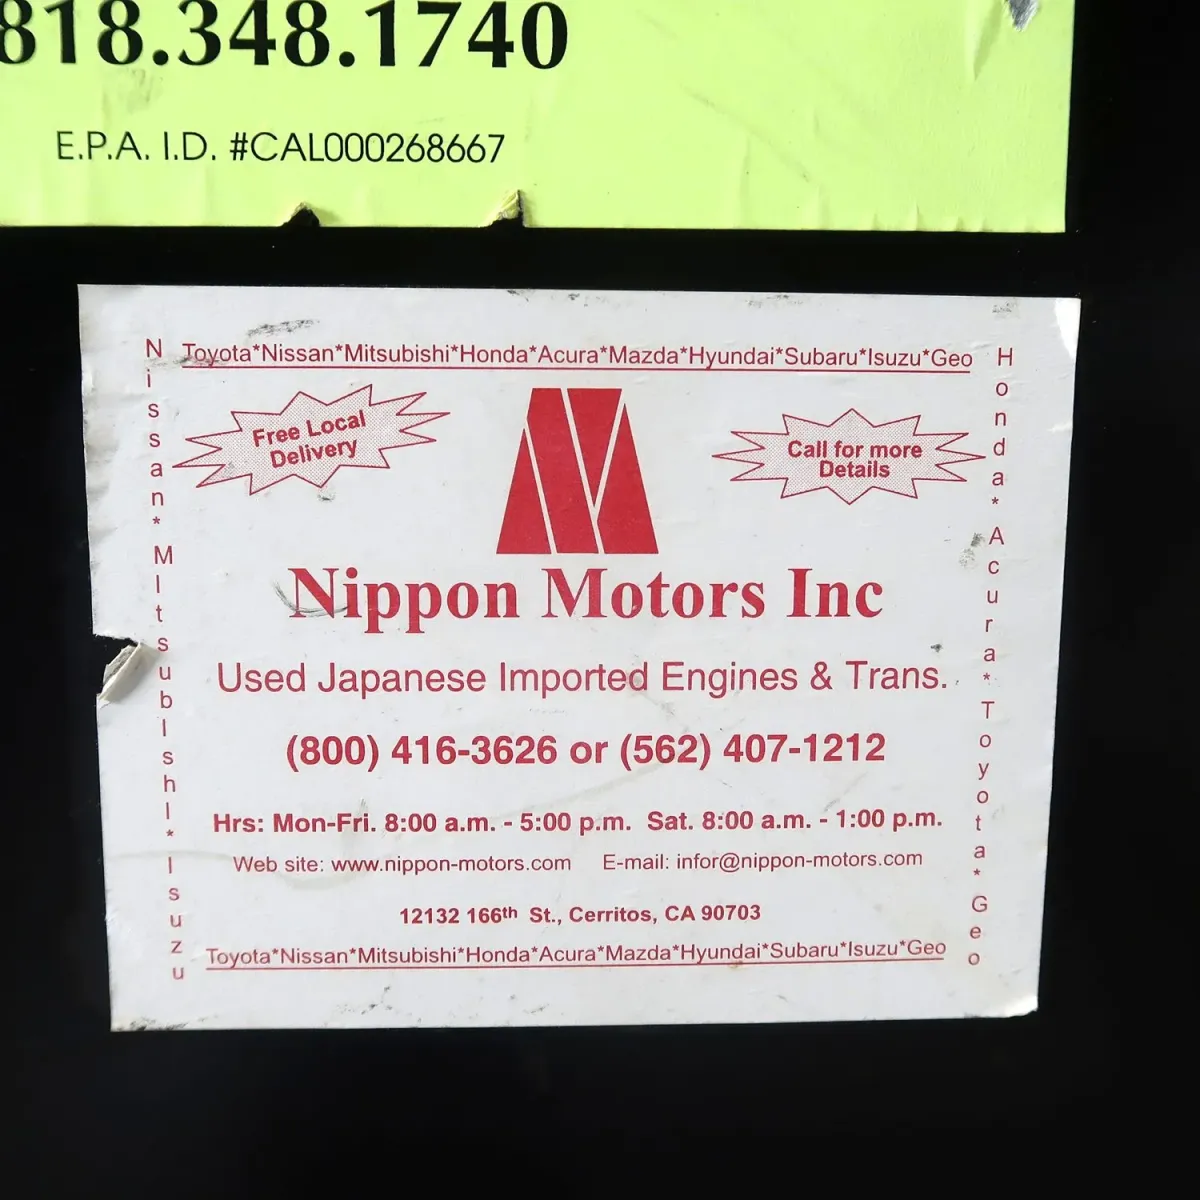 818.348.1740
E.P.A. I.D. #CAL000268667
Toyota*Nissan*Mitsubishi*Honda*Acura*Mazda*Hyundai*Subaru*Isuzu*Geo
Nissan*MItsubIshI*Isuzu
Honda*Acura*Toyota*Geo
Free Local
Delivery
Call for more
Details
Nippon Motors Inc
Used Japanese Imported Engines & Trans.
(800) 416-3626 or (562) 407-1212
Hrs: Mon-Fri. 8:00 a.m. - 5:00 p.m. Sat. 8:00 a.m. - 1:00 p.m.
Web site: www.nippon-motors.com E-mail: infor@nippon-motors.com
12132 166th St., Cerritos, CA 90703
Toyota*Nissan*Mitsubishi*Honda*Acura*Mazda*Hyundai*Subaru*Isuzu*Geo